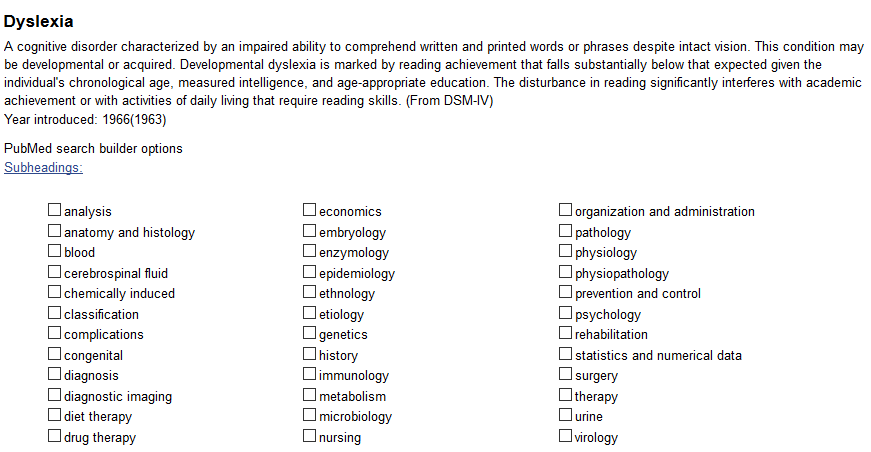 Dyslexia
A cognitive disorder characterized by an impaired ability to comprehend written and printed words or phrases despite intact vision. This condition may
be developmental or acquired. Developmental dyslexia is marked by reading achievement that falls substantially below that expected given the
individual's chronological age, measured intelligence, and age-appropriate education. The disturbance in reading significantly interferes with academic
achievement or with activities of daily living that require reading skills. (From DSM-IV)
Year introduced: 1966(1963)
PubMed search builder options
Subheadings:
analysis
anatomy and histology
blood
cerebrospinal fluid
chemically induced
classification
complications
congenital
diagnosis
diagnostic imaging
diet therapy
drug therapy
economics
embryology
enzymology
epidemiology
ethnology
etiology
genetics
history
immunology
metabolism
microbiology
nursing
organization and administration
pathology
physiology
physiopathology
prevention and control
psychology
rehabilitation
statistics and numerical data
surgery
therapy
urine
virology